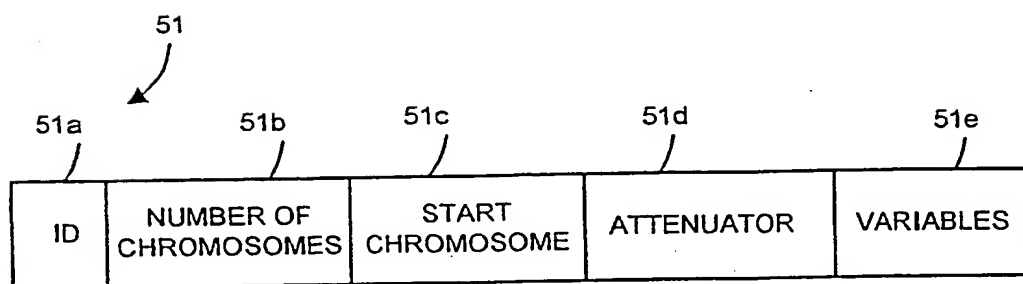 51
51a 51b 51c 51d 51e
ID
NUMBER OF
CHROMOSOMES
START
CHROMOSOME
ATTENUATOR
VARIABLES